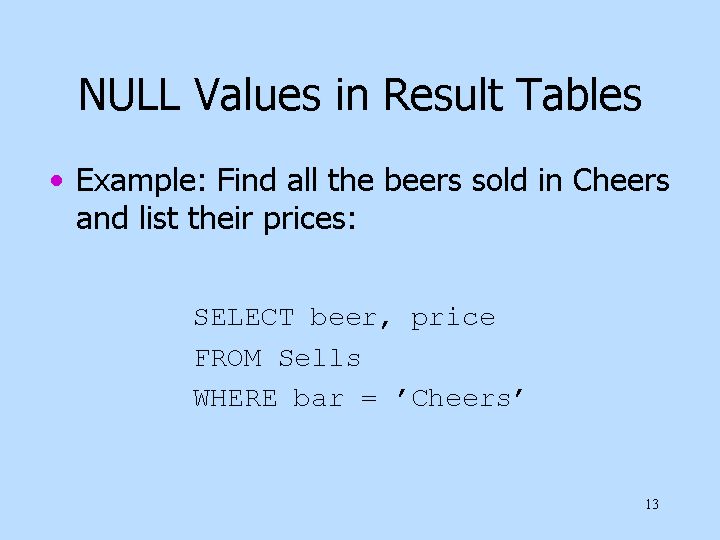 NULL Values in Result Tables
• Example: Find all the beers sold in Cheers
and list their prices:
SELECT beer, price
FROM Sells
WHERE bar = ’Cheers’
13